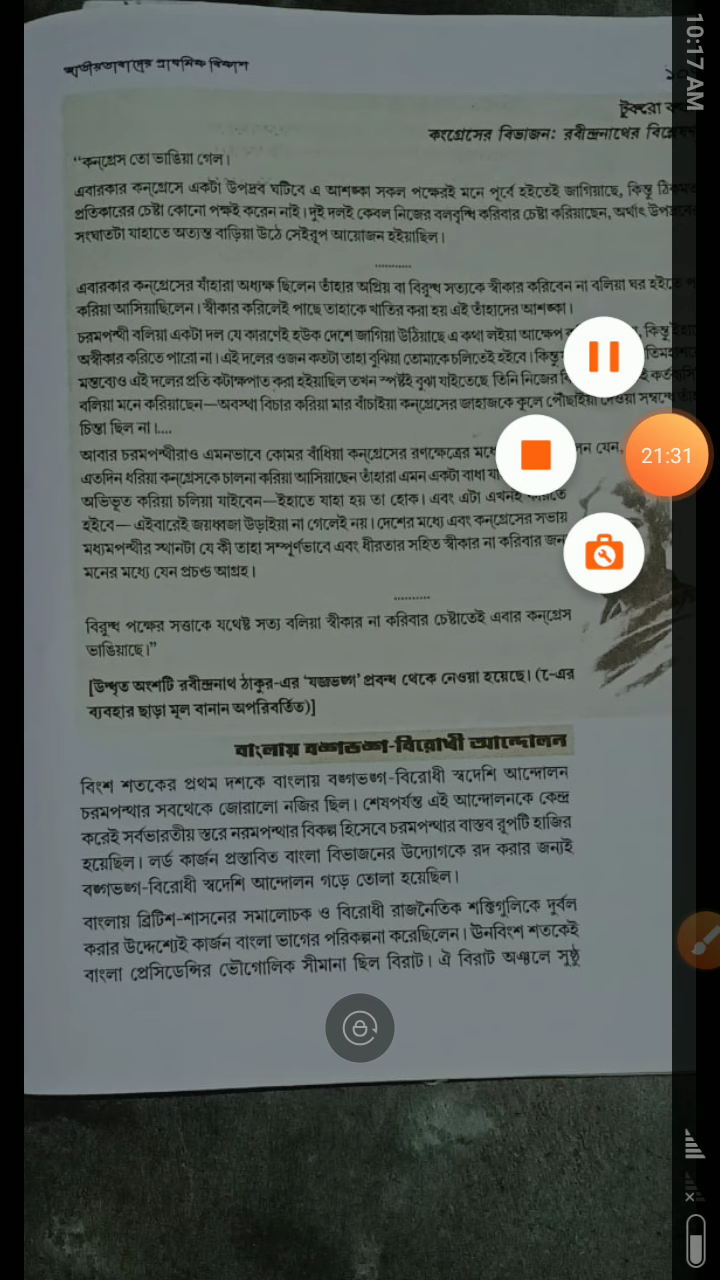 জাতীয়তাবাদের প্রাথমিক বিকাশ
10:17 AM
টুকরো
কংগ্রেসের বিভাজন: রবীন্দ্রনাথের
“কন্‌গ্রেস তো ভাঙিয়া গেল।
এবারকার কন্‌গ্রেসে একটা উপদ্রব ঘটিবে এ আশঙ্কা সকল পক্ষেরই মনে পূর্বে হইতেই জাগিয়াছে, কিন্তু
প্রতিকারের চেষ্টা কোনো পক্ষই করেন নাই। দুই দলই কেবল নিজের বলবৃদ্ধি করিবার চেষ্টা করিয়াছেন, অর্থাৎ
সংঘাতটা যাহাতে অত্যন্ত বাড়িয়া উঠে সেইরূপ আয়োজন হইয়াছিল।
...........
এবারকার কন্‌গ্রেসের যাঁহারা অধ্যক্ষ ছিলেন তাঁহার অপ্রিয় বা বিরুদ্ধ সত্যকে স্বীকার করিবেন না বলিয়া ঘর হইতে
করিয়া আসিয়াছিলেন। স্বীকার করিলেই পাছে তাহাকে খাতির করা হয় এই তাঁহাদের আশঙ্কা।
চরমপন্থী বলিয়া একটা দল যে কারণেই হউক দেশে জাগিয়া উঠিয়াছে এ কথা লইয়া আক্ষেপ কিন্তু
অস্বীকার করিতে পারো না। এই দলের ওজন কতটা তাহা বুঝিয়া তোমাকে চলিতেই হইবে। কিন্তু
মন্তব্যেও এই দলের প্রতি কটাক্ষপাত করা হইয়াছিল তখন স্পষ্টই বুঝা যাইতেছে তিনি নিজের
বলিয়া মনে করিয়াছেন—অবস্থা বিচার করিয়া মার বাঁচাইয়া কন্‌গ্রেসের জাহাজকে কূলে পৌঁছাইয়া দেওয়া সম্বন্ধে
চিন্তা ছিল না।....
আবার চরমপন্থীরাও এমনভাবে কোমর বাঁধিয়া কন্‌গ্রেসের রণক্ষেত্রের মধ্যে যেন,
এতদিন ধরিয়া কন্‌গ্রেসকে চালনা করিয়া আসিয়াছেন তাঁহারা এমন একটা বাধা
21:31
অভিভূত করিয়া চলিয়া যাইবেন—ইহাতে যাহা হয় তা হোক। এবং এটা এখনই করিতে
হইবে— এইবারেই জয়ধ্বজা উড়াইয়া না গেলেই নয়। দেশের মধ্যে এবং কন্‌গ্রেসের সভায়
মধ্যমপন্থীর স্থানটা যে কী তাহা সম্পূর্ণভাবে এবং ধীরতার সহিত স্বীকার না করিবার জন্য
মনের মধ্যে যেন প্রচণ্ড আগ্রহ।
...........
বিরুদ্ধ পক্ষের সত্তাকে যথেষ্ট সত্য বলিয়া স্বীকার না করিবার চেষ্টাতেই এবার কন্‌গ্রেস
ভাঙিয়াছে।”
[উদ্ধৃত অংশটি রবীন্দ্রনাথ ঠাকুর-এর ‘যজ্ঞভঙ্গ’ প্রবন্ধ থেকে নেওয়া হয়েছে। (ৎ-এর
ব্যবহার ছাড়া মূল বানান অপরিবর্তিত)]
বাংলায় বঙ্গভঙ্গ-বিরোধী আন্দোলন
বিংশ শতকের প্রথম দশকে বাংলায় বঙ্গভঙ্গ-বিরোধী স্বদেশি আন্দোলন
চরমপন্থার সবথেকে জোরালো নজির ছিল। শেষপর্যন্ত এই আন্দোলনকে কেন্দ্র
করেই সর্বভারতীয় স্তরে নরমপন্থার বিকল্প হিসেবে চরমপন্থার বাস্তব রূপটি হাজির
হয়েছিল। লর্ড কার্জন প্রস্তাবিত বাংলা বিভাজনের উদ্যোগকে রদ করার জন্যই
বঙ্গভঙ্গ-বিরোধী স্বদেশি আন্দোলন গড়ে তোলা হয়েছিল।
বাংলায় ব্রিটিশ-শাসনের সমালোচক ও বিরোধী রাজনৈতিক শক্তিগুলিকে দুর্বল
করার উদ্দেশ্যেই কার্জন বাংলা ভাগের পরিকল্পনা করেছিলেন। ঊনবিংশ শতকেই
বাংলা প্রেসিডেন্সির ভৌগোলিক সীমানা ছিল বিরাট। ঐ বিরাট অঞ্চলে সুষ্ঠু